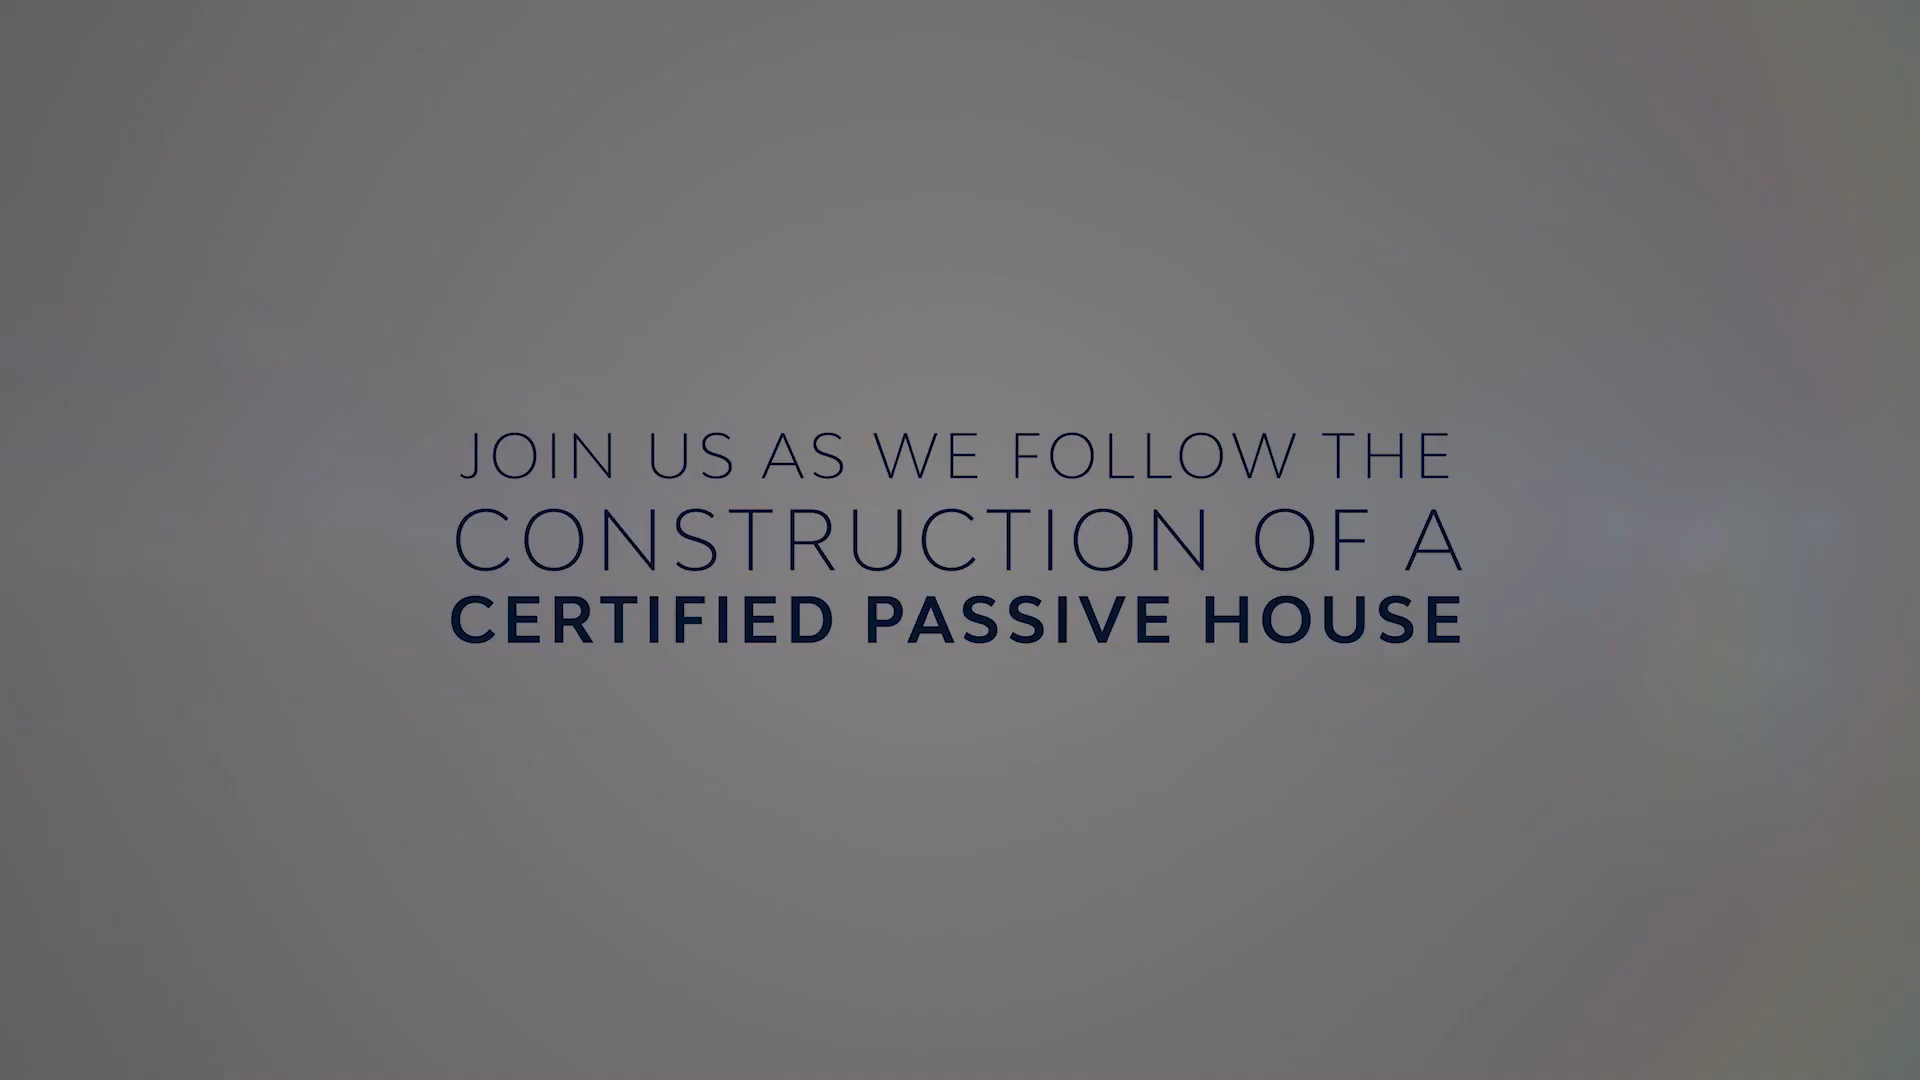 JOIN US AS WE FOLLOW THE
CONSTRUCTION OF A
CERTIFIED PASSIVE HOUSE